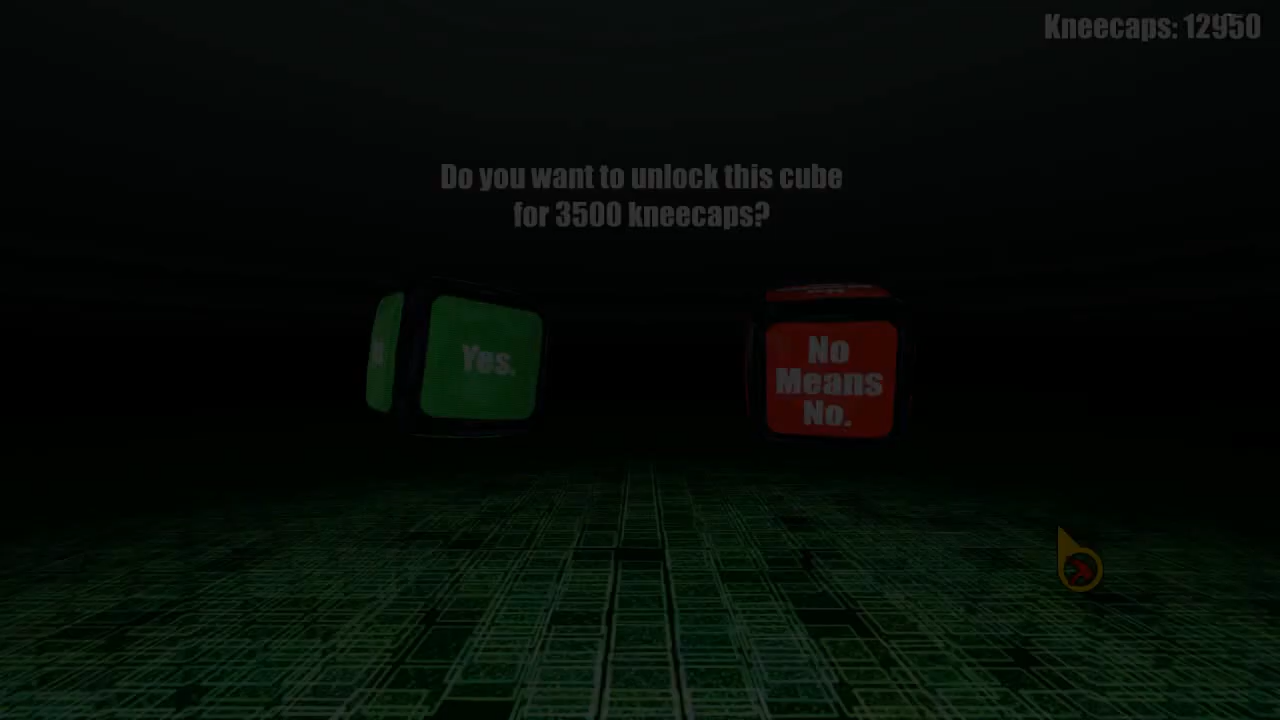 Kneecaps: 12950
Do you want to unlock this cube
for 3500 kneecaps?
Yes.
No
Means
No.